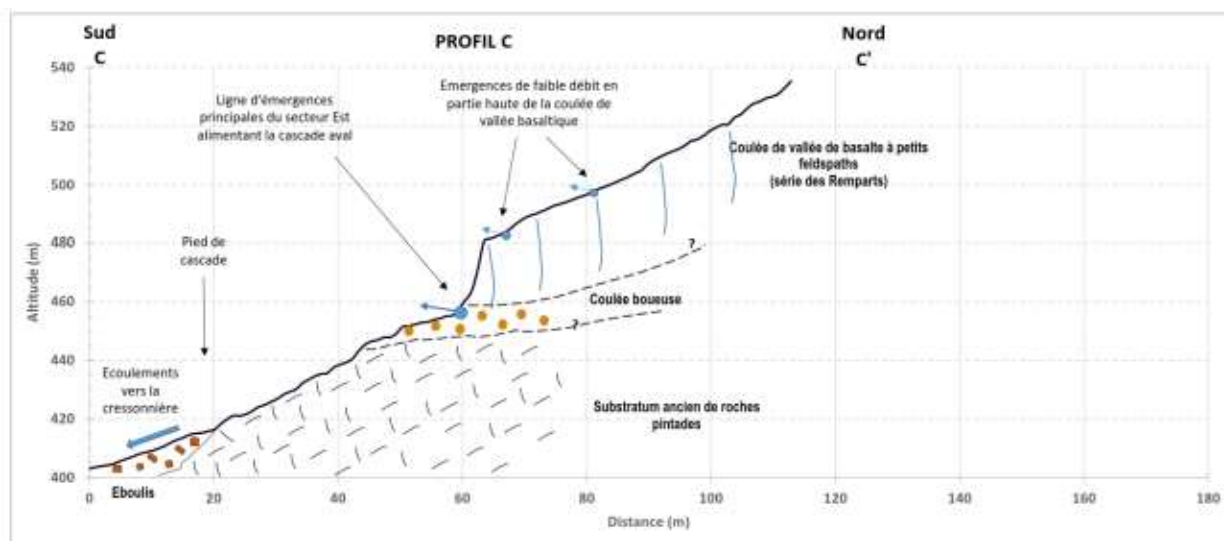 Sud
C
PROFIL C
Nord
C'
540
520
500
480
460
440
420
400
Altitude (m)
Ligne d'émergences
principales du secteur Est
alimentant la cascade aval
Emergences de faible débit en
partie haute de la coulée de
vallée basaltique
Coulée de vallée de basalte à petits
feldspaths
(série des Remparts)
Pied de
cascade
?
Coulée boueuse
?
Ecoulements
vers la
cressonnière
Substratum ancien de roches
pintades
Eboulis
0
20
40
60
80
100
120
140
160
180
Distance (m)